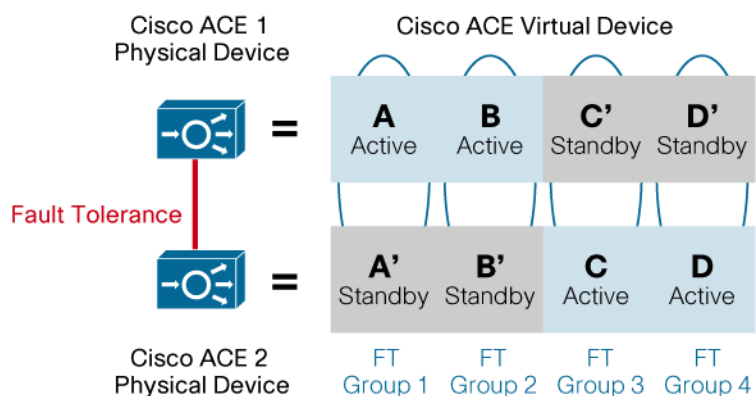 Cisco ACE 1
Physical Device
Cisco ACE Virtual Device
=
A
Active
B
Active
C’
Standby
D’
Standby
Fault Tolerance
=
A’
Standby
B’
Standby
C
Active
D
Active
Cisco ACE 2
Physical Device
FT
Group 1
FT
Group 2
FT
Group 3
FT
Group 4